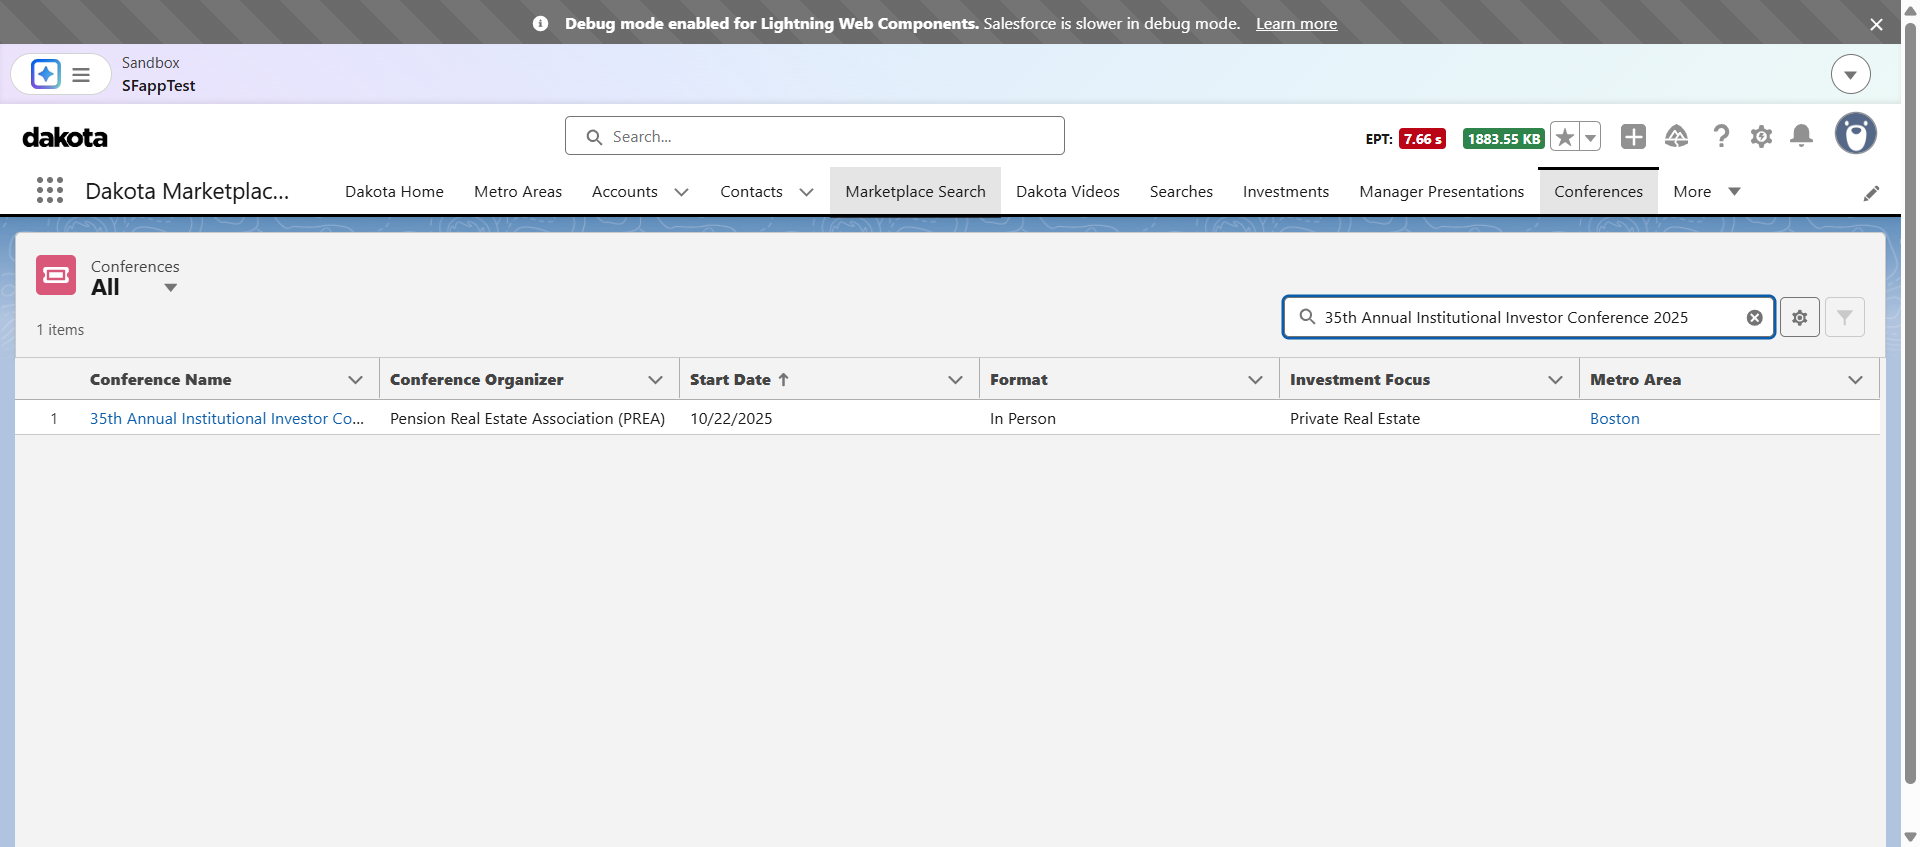 Debug mode enabled for Lightning Web Components. Salesforce is slower in debug mode. Learn more
Sandbox
SFappTest
dakota
Search...
EPT: 7.66 s 1883.55 KB
Dakota Marketplac... Dakota Home Metro Areas Accounts Contacts Marketplace Search Dakota Videos Searches Investments Manager Presentations Conferences More
Conferences
All
1 items
35th Annual Institutional Investor Conference 2025
Conference Name Conference Organizer Start Date Format Investment Focus Metro Area
1 35th Annual Institutional Investor Co... Pension Real Estate Association (PREA) 10/22/2025 In Person Private Real Estate Boston